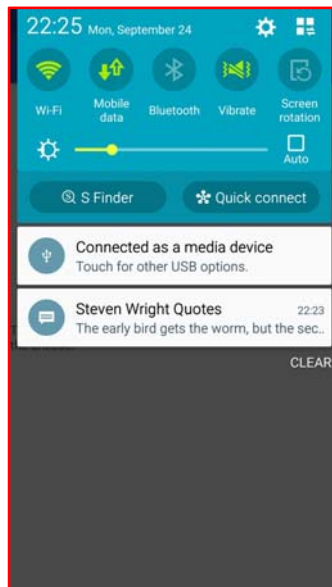 22:25 Mon, September 24
Wi-Fi
Mobile data
Bluetooth
Vibrate
Screen rotation
Auto
S Finder
Quick connect
Connected as a media device
Touch for other USB options.
Steven Wright Quotes 22:23
The early bird gets the worm, but the sec..
CLEAR